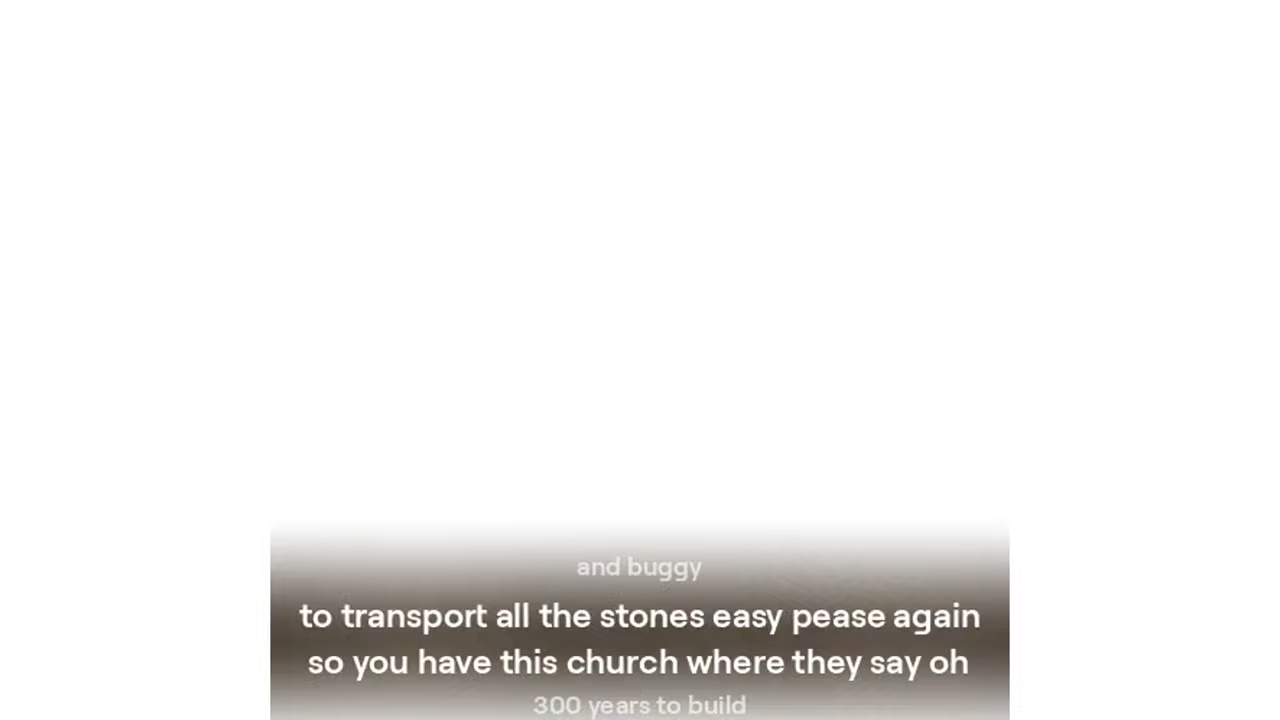 and buggy
to transport all the stones easy pease again
so you have this church where they say oh
300 years to build